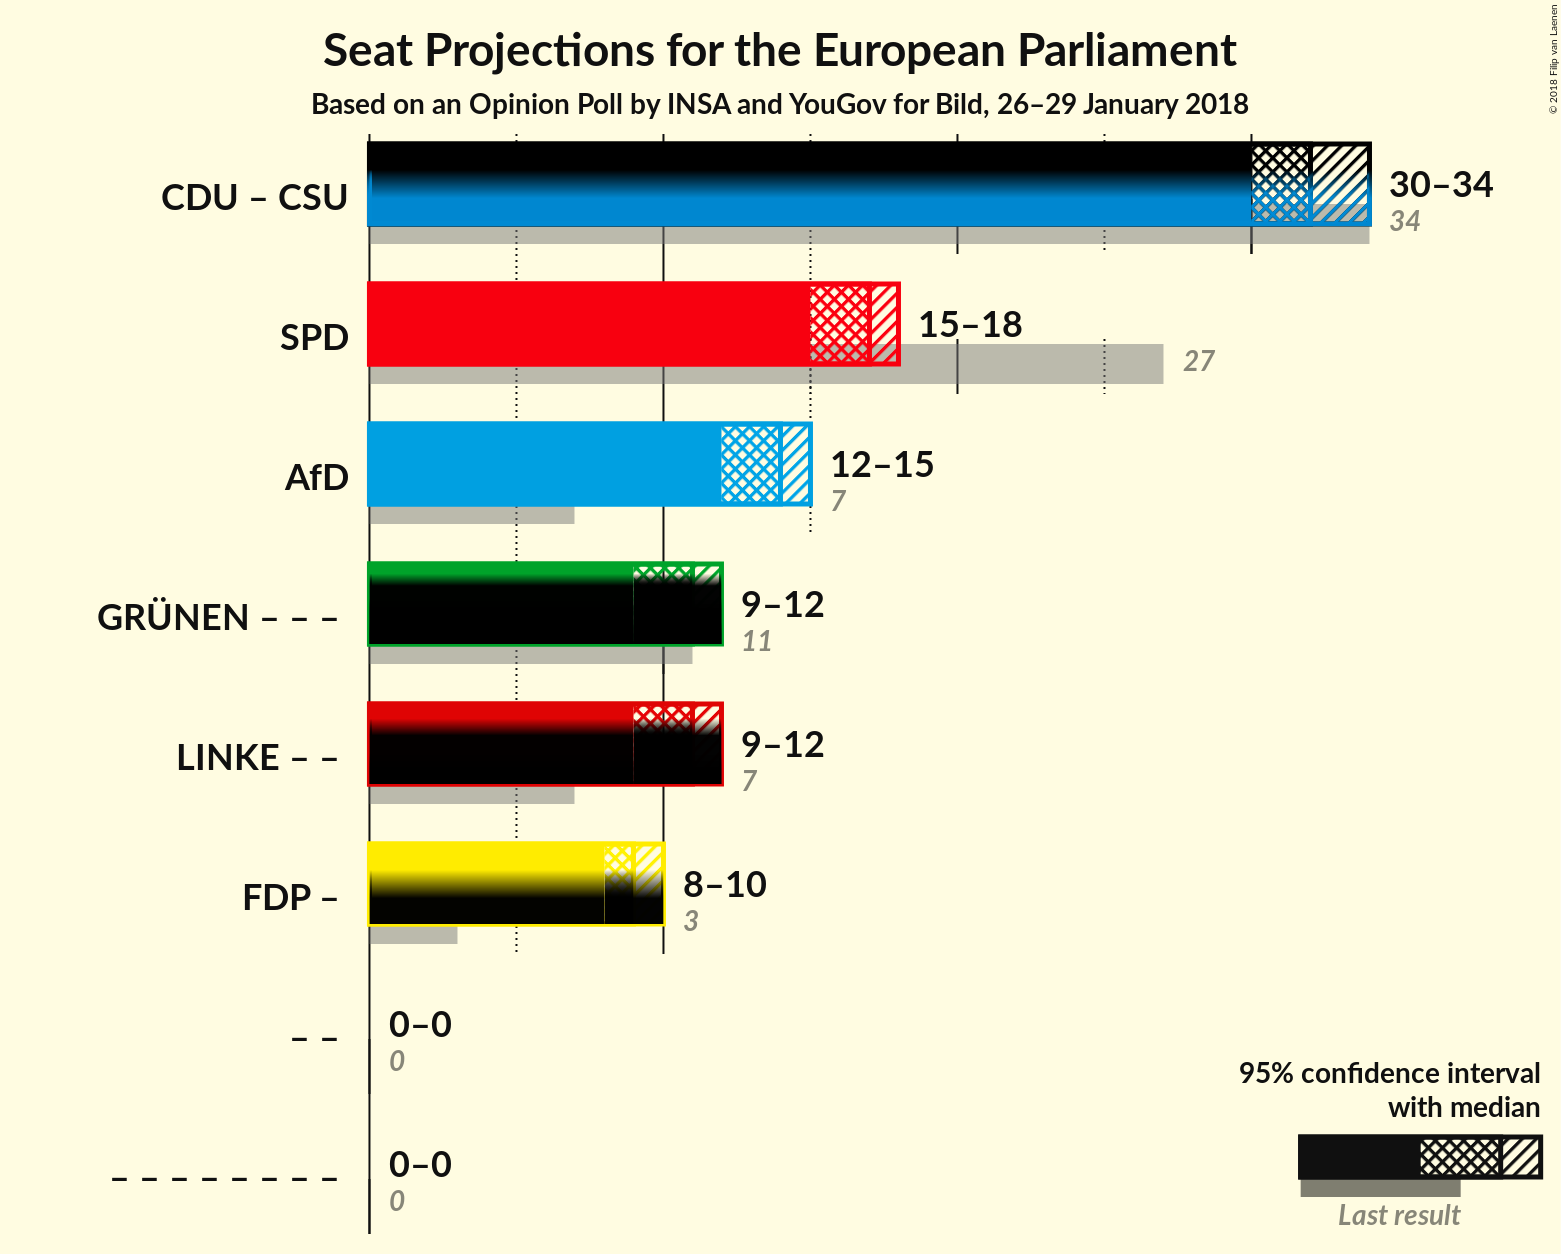 Seat Projections for the European Parliament
Based on an Opinion Poll by INSA and YouGov for Bild, 26–29 January 2018
© 2018 Filip van Laenen
CDU – CSU
30–34
34
SPD
15–18
27
AfD
12–15
7
GRÜNEN – – –
9–12
11
LINKE – –
9–12
7
FDP –
8–10
3
– –
0–0
0
– – – – – – – –
0–0
0
95% confidence interval
with median
Last result